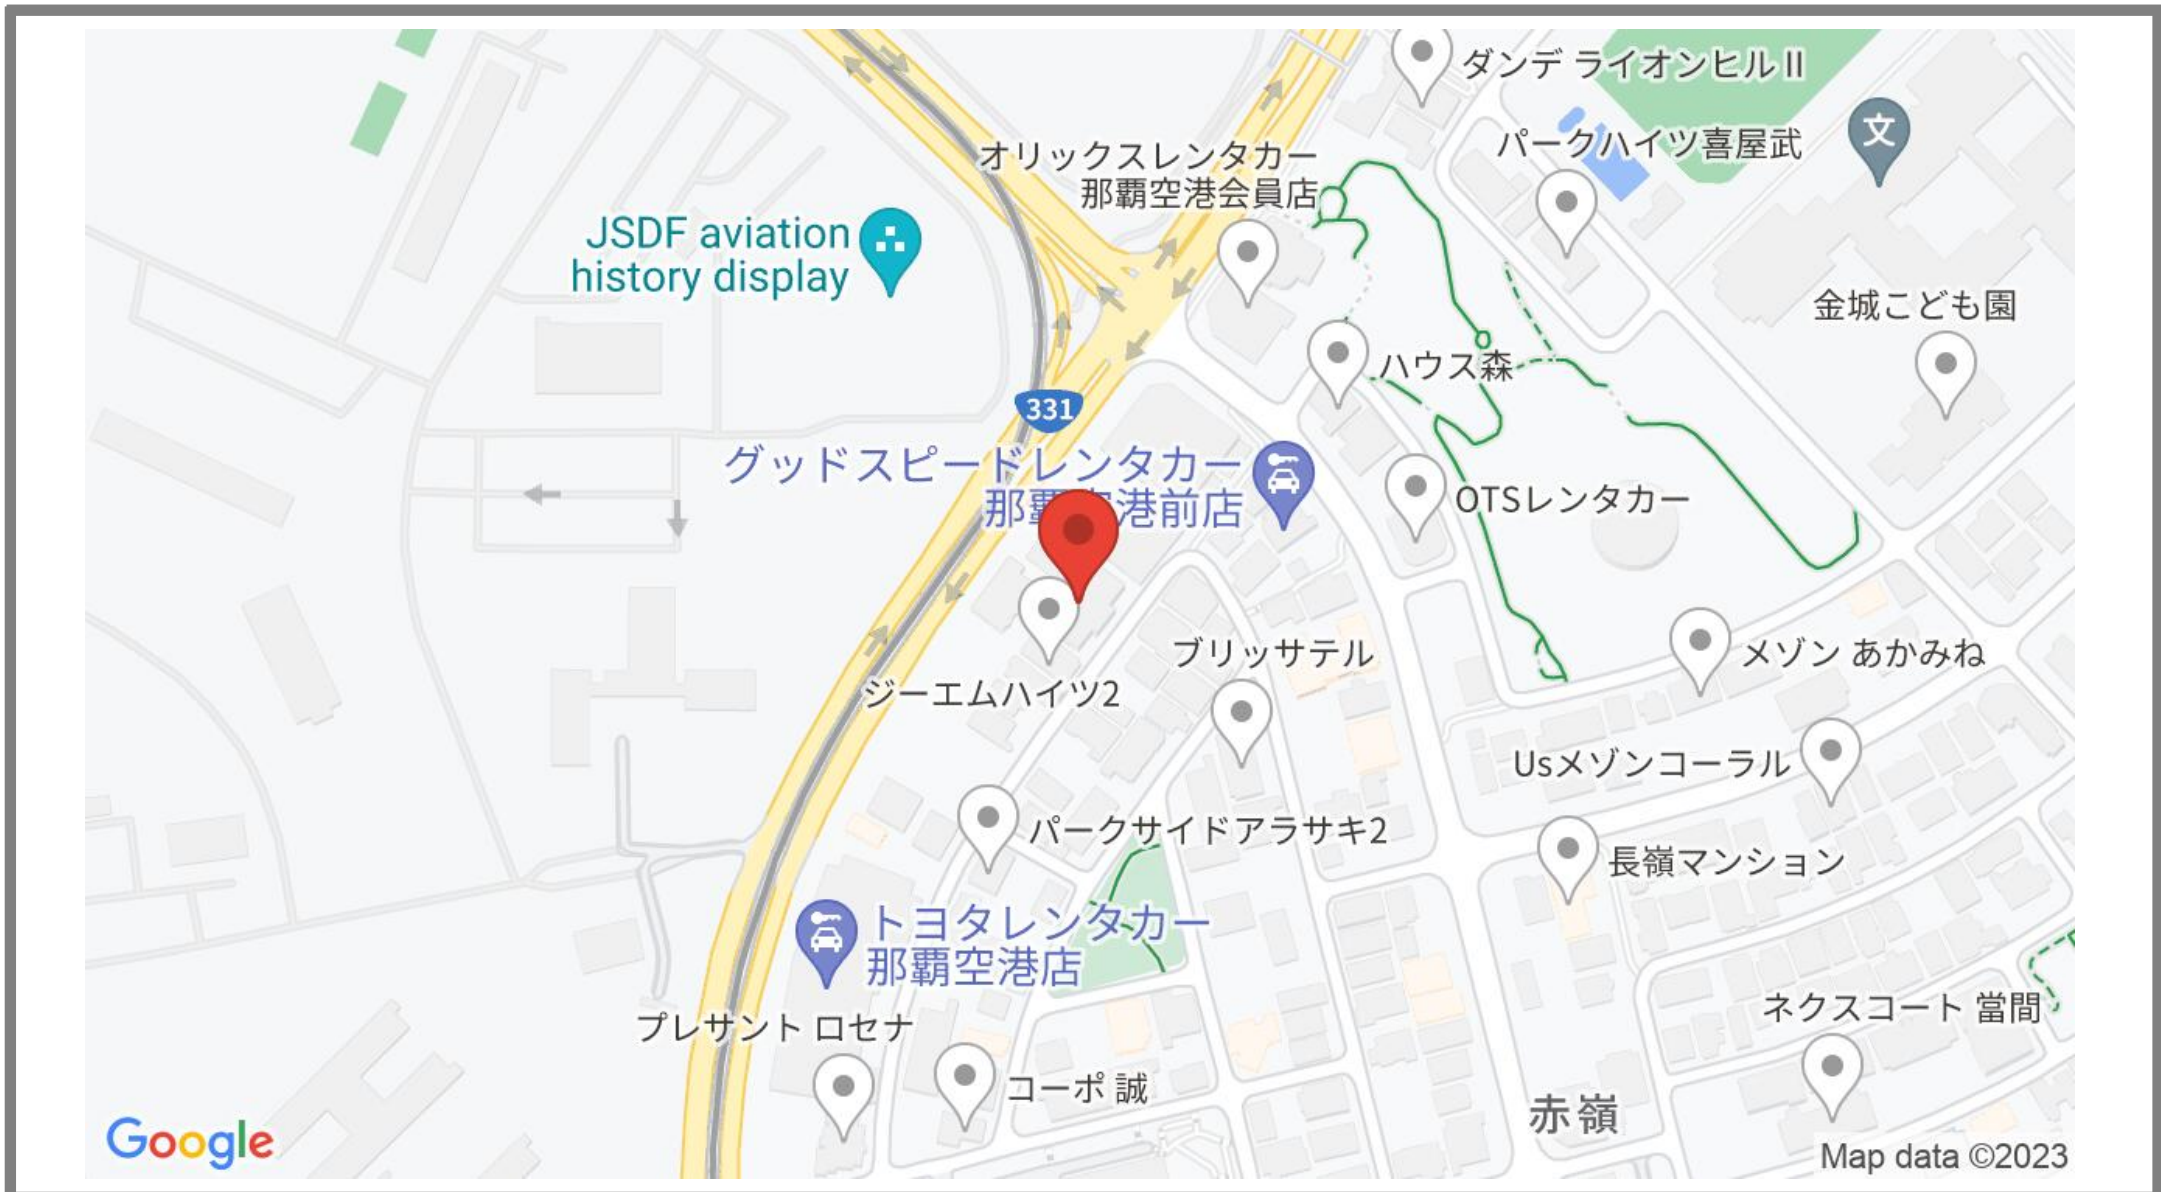 ダンデ ライオンヒル II
パークハイツ喜屋武
文
オリックスレンタカー
那覇空港会員店
JSDF aviation
history display
金城こども園
ハウス森
331
グッドスピードレンタカー
那覇空港前店
OTSレンタカー
ブリッサテル
メゾン あかみね
ジーエムハイツ2
Usメゾンコーラル
パークサイドアラサキ2
長嶺マンション
トヨタレンタカー
那覇空港店
ネクスコート 當間
プレサント ロセナ
コーポ 誠
赤嶺
Google
Map data ©2023